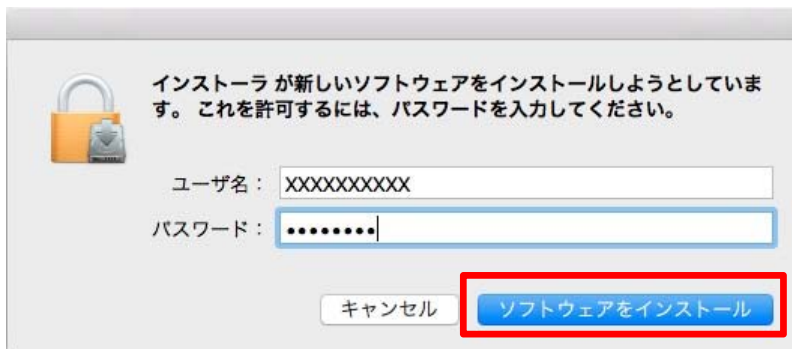 インストーラ が新しいソフトウェアをインストールしようとしていま
す。 これを許可するには、パスワードを入力してください。
ユーザ名： XXXXXXXXXX
パスワード： ••••••••
キャンセル ソフトウェアをインストール